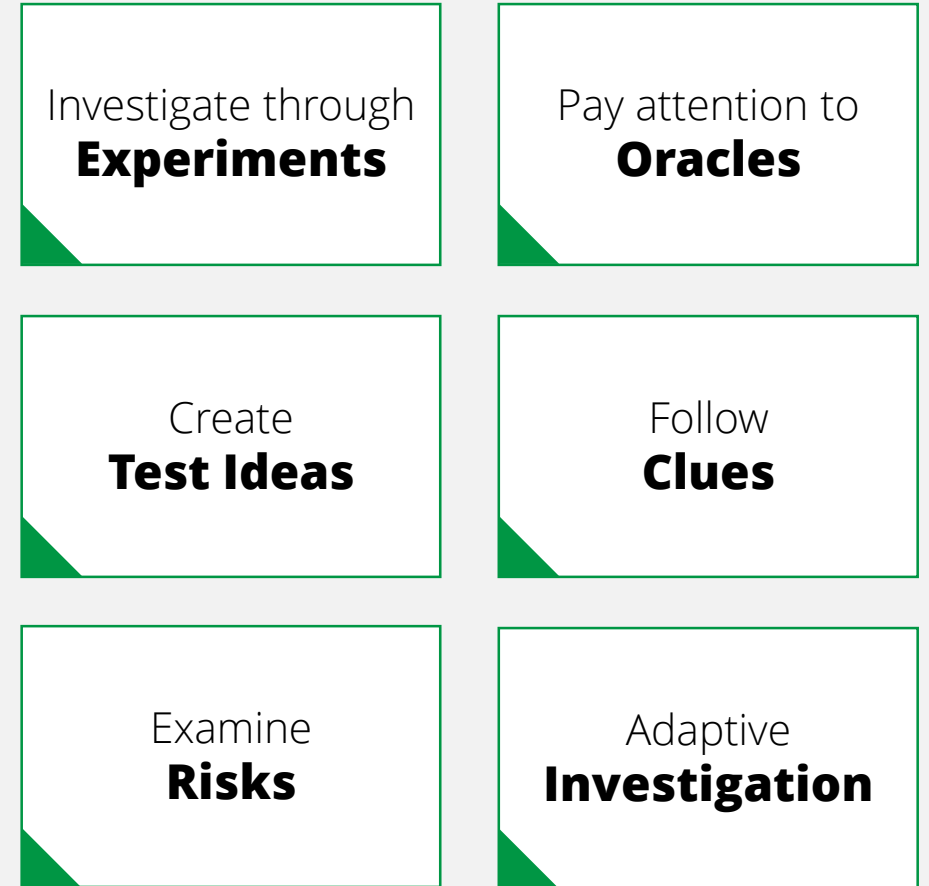 Investigate through
Experiments
Pay attention to
Oracles
Create
Test Ideas
Follow
Clues
Examine
Risks
Adaptive
Investigation